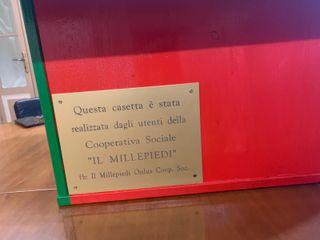 Questa casetta è stata
realizzata dagli utenti della
Cooperativa Sociale
"IL MILLEPIEDI"
Il Millepiedi Onlus Coop. Soc.